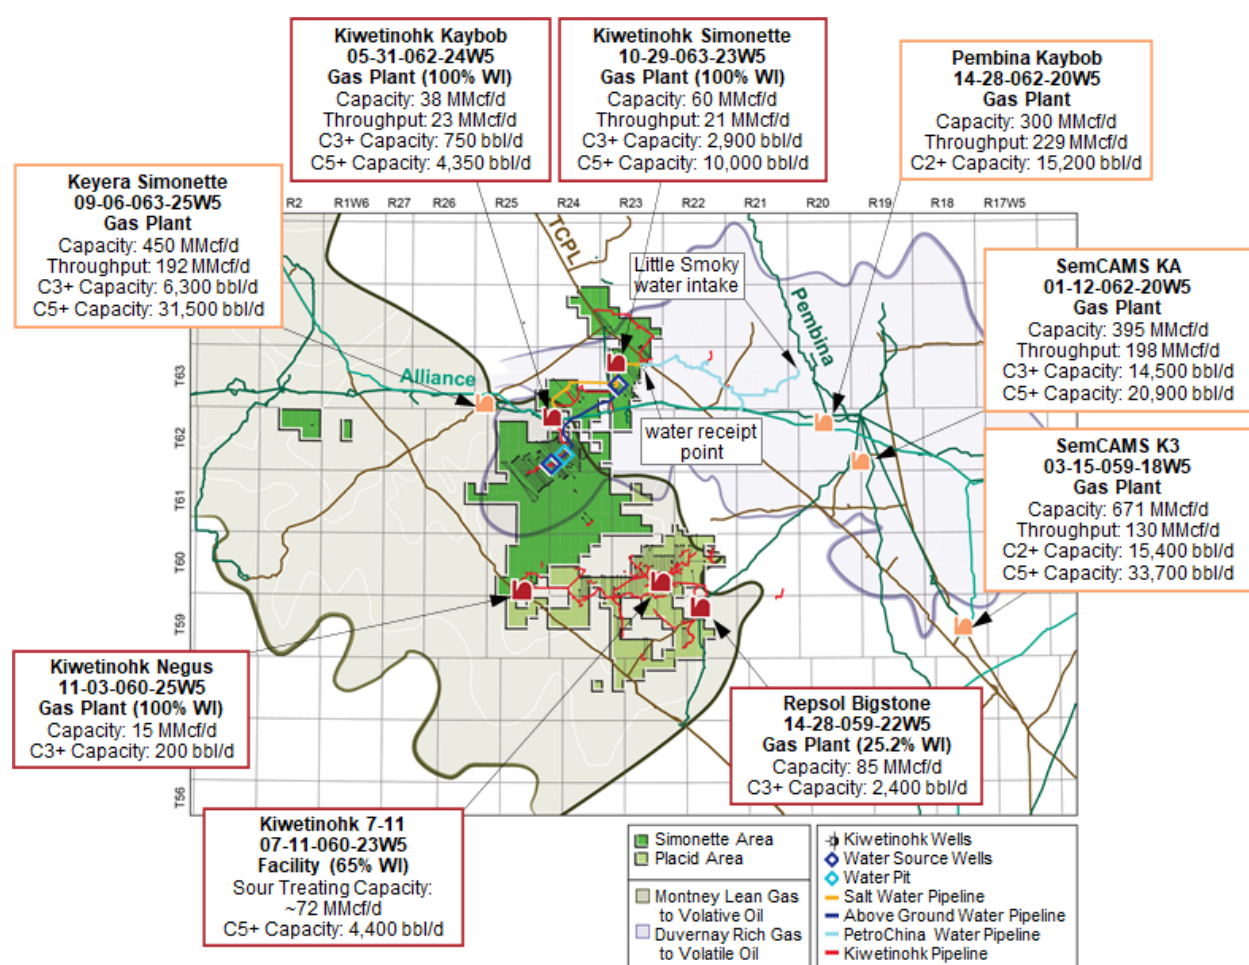 Kiwetinohk Kaybob
05-31-062-24W5
Gas Plant (100% WI)
Capacity: 38 MMcf/d
Throughput: 23 MMcf/d
C3+ Capacity: 750 bbl/d
C5+ Capacity: 4,350 bbl/d
Kiwetinohk Simonette
10-29-063-23W5
Gas Plant (100% WI)
Capacity: 60 MMcf/d
Throughput: 21 MMcf/d
C3+ Capacity: 2,900 bbl/d
C5+ Capacity: 10,000 bbl/d
Pembina Kaybob
14-28-062-20W5
Gas Plant
Capacity: 300 MMcf/d
Throughput: 229 MMcf/d
C2+ Capacity: 15,200 bbl/d
Keyera Simonette
09-06-063-25W5
Gas Plant
Capacity: 450 MMcf/d
Throughput: 192 MMcf/d
C3+ Capacity: 6,300 bbl/d
C5+ Capacity: 31,500 bbl/d
R2 R1W6 R27 R26 R25 R24 R23 R22 R21 R20 R19 R18 R17W5
TCPL
Little Smoky
water intake
Pembina
SemCAMS KA
01-12-062-20W5
Gas Plant
Capacity: 395 MMcf/d
Throughput: 198 MMcf/d
C3+ Capacity: 14,500 bbl/d
C5+ Capacity: 20,900 bbl/d
T63
Alliance
T62
water receipt
point
SemCAMS K3
03-15-059-18W5
Gas Plant
Capacity: 671 MMcf/d
Throughput: 130 MMcf/d
C2+ Capacity: 15,400 bbl/d
C5+ Capacity: 33,700 bbl/d
T61
T60
T59
Kiwetinohk Negus
11-03-060-25W5
Gas Plant (100% WI)
Capacity: 15 MMcf/d
C3+ Capacity: 200 bbl/d
Repsol Bigstone
14-28-059-22W5
Gas Plant (25.2% WI)
Capacity: 85 MMcf/d
C3+ Capacity: 2,400 bbl/d
T56
Kiwetinohk 7-11
07-11-060-23W5
Facility (65% WI)
Sour Treating Capacity:
~72 MMcf/d
C5+ Capacity: 4,400 bbl/d
Simonette Area
Placid Area
Montney Lean Gas
to Volative Oil
Duvernay Rich Gas
to Volatile Oil
Kiwetinohk Wells
Water Source Wells
Water Pit
Salt Water Pipeline
Above Ground Water Pipeline
PetroChina Water Pipeline
Kiwetinohk Pipeline